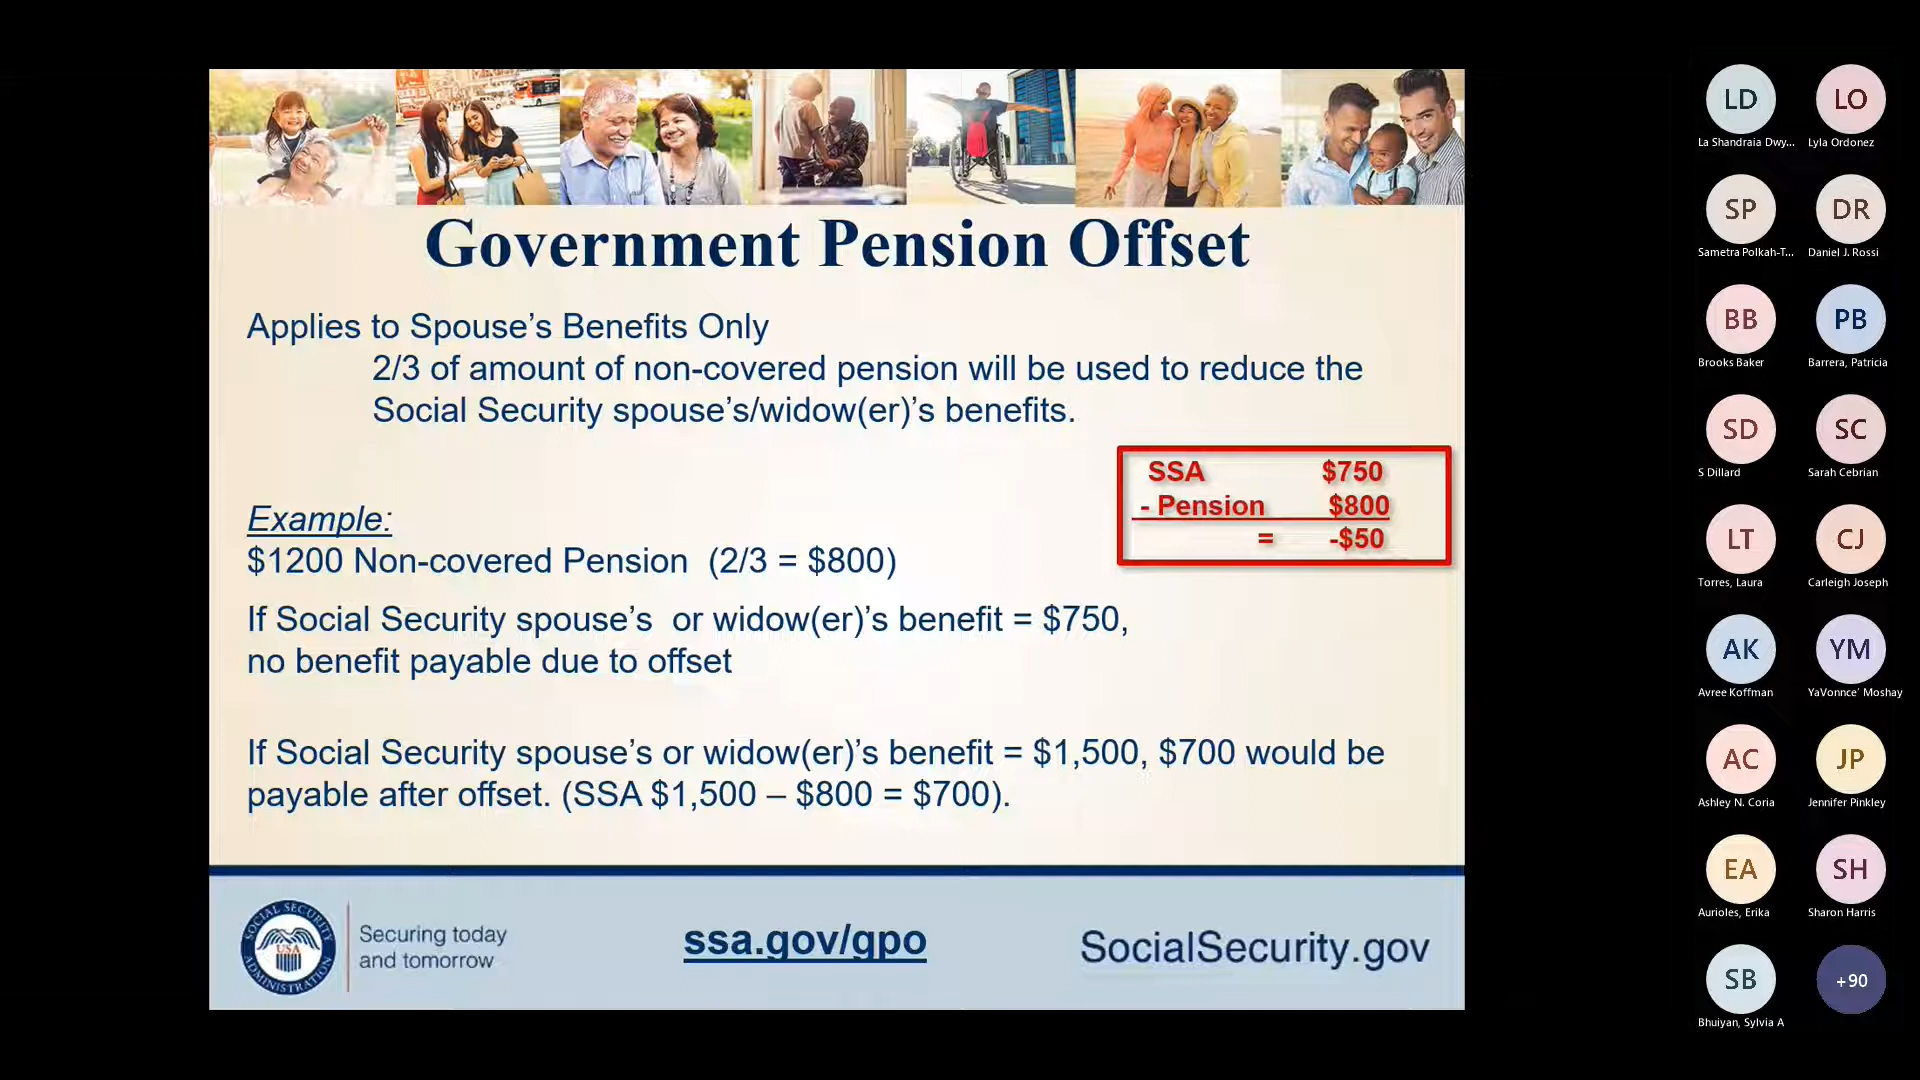 Government Pension Offset
Applies to Spouse’s Benefits Only
2/3 of amount of non-covered pension will be used to reduce the
Social Security spouse’s/widow(er)’s benefits.
SSA $750
- Pension $800
= -$50
Example:
$1200 Non-covered Pension (2/3 = $800)
If Social Security spouse’s or widow(er)’s benefit = $750,
no benefit payable due to offset
If Social Security spouse’s or widow(er)’s benefit = $1,500, $700 would be
payable after offset. (SSA $1,500 – $800 = $700).
SOCIAL SECURITY
USA
ADMINISTRATION
Securing today
and tomorrow
ssa.gov/gpo
SocialSecurity.gov
LD LO
La Shandraia Dwy... Lyla Ordonez
SP DR
Sametra Polkah-T... Daniel J. Rossi
BB PB
Brooks Baker Barrera, Patricia
SD SC
S Dillard Sarah Cebrian
LT CJ
Torres, Laura Carleigh Joseph
AK YM
Avree Koffman YaVonnce' Moshay
AC JP
Ashley N. Coria Jennifer Pinkley
EA SH
Aurioles, Erika Sharon Harris
SB +90
Bhuiyan, Sylvia A